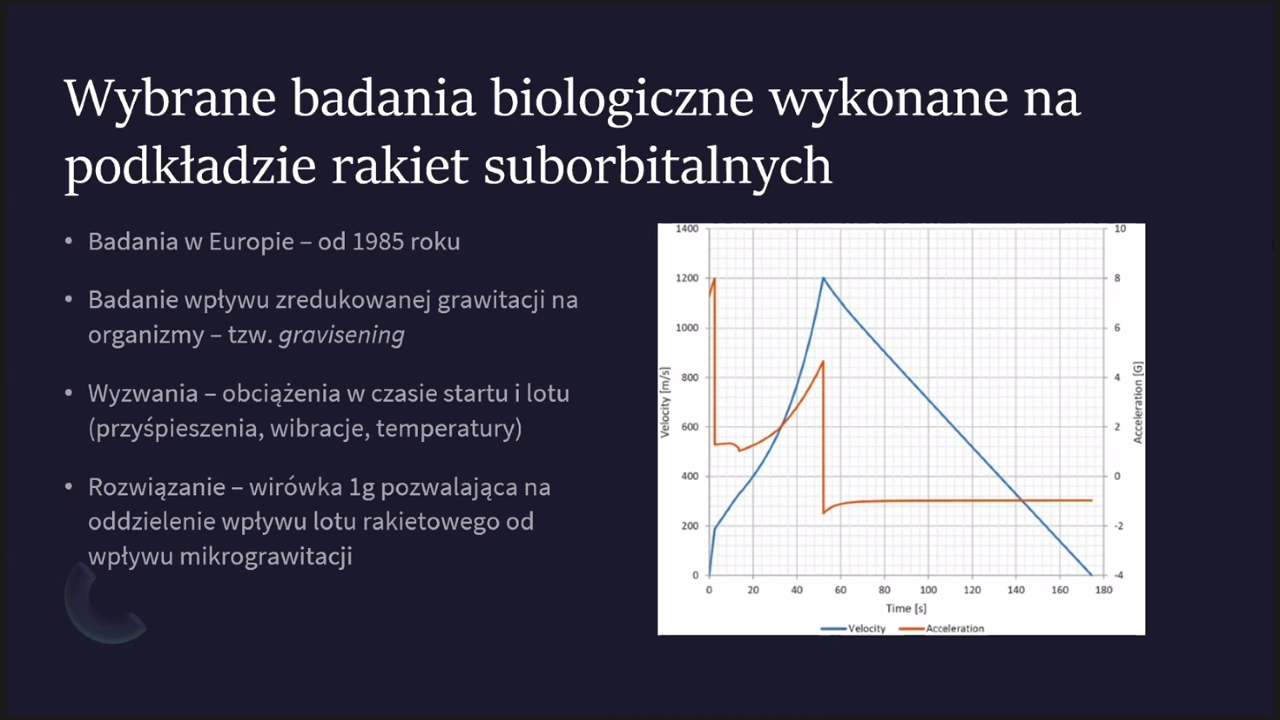 Wybrane badania biologiczne wykonane na
podkładzie rakiet suborbitalnych
• Badania w Europie – od 1985 roku
• Badanie wpływu zredukowanej grawitacji na
organizmy – tzw. gravisening
• Wyzwania – obciążenia w czasie startu i lotu
(przyśpieszenia, wibracje, temperatury)
• Rozwiązanie – wirówka 1g pozwalająca na
oddzielenie wpływu lotu rakietowego od
wpływu mikrograwitacji
1400
1200
1000
800
600
400
200
0
Velocity [m/s]
10
8
6
4
2
0
-2
-4
Acceleration [G]
0 20 40 60 80 100 120 140 160 180
Time [s]
Velocity Acceleration